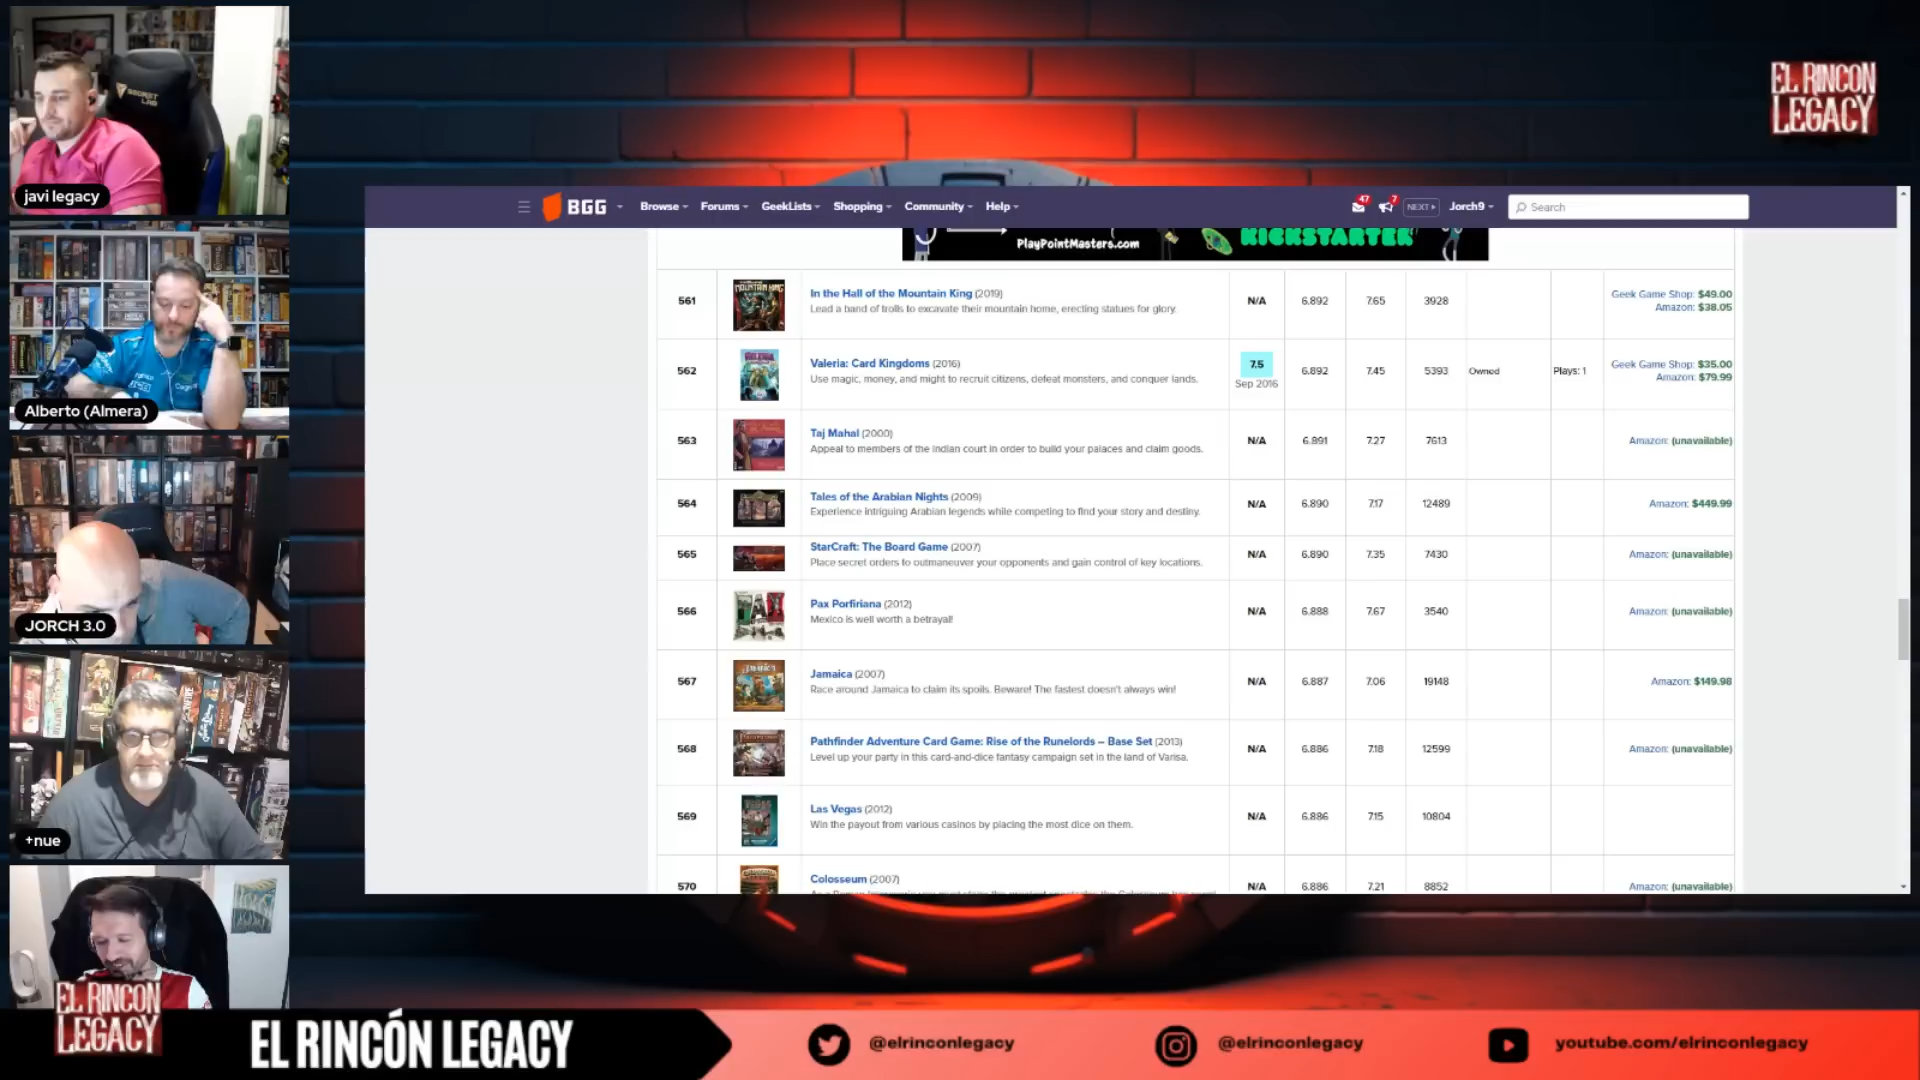 javi legacy
SECRET LAB
Alberto (Almera)
JORCH 3.0
+nue
EL RINCON
LEGACY
BGG
Browse
Forums
GeekLists
Shopping
Community
Help
47
7
NEXT
Jorch9
Search
PlayPointMasters.com
KICKSTARTER
561
In the Hall of the Mountain King (2019)
Lead a band of trolls to excavate their mountain home, erecting statues for glory.
N/A
6.892
7.65
3928
Geek Game Shop: $49.00
Amazon: $38.05
562
Valeria: Card Kingdoms (2016)
Use magic, money, and might to recruit citizens, defeat monsters, and conquer lands.
7.5
Sep 2016
6.892
7.45
5393
Owned
Plays: 1
Geek Game Shop: $35.00
Amazon: $79.99
563
Taj Mahal (2000)
Appeal to members of the Indian court in order to build your palaces and claim goods.
N/A
6.891
7.27
7613
Amazon: (unavailable)
564
Tales of the Arabian Nights (2009)
Experience intriguing Arabian legends while competing to find your story and destiny.
N/A
6.890
7.17
12489
Amazon: $449.99
565
StarCraft: The Board Game (2007)
Place secret orders to outmaneuver your opponents and gain control of key locations.
N/A
6.890
7.35
7430
Amazon: (unavailable)
566
Pax Porfiriana (2012)
Mexico is well worth a betrayal!
N/A
6.888
7.67
3540
Amazon: (unavailable)
567
Jamaica (2007)
Race around Jamaica to claim its spoils. Beware! The fastest doesn't always win!
N/A
6.887
7.06
19148
Amazon: $149.98
568
Pathfinder Adventure Card Game: Rise of the Runelords – Base Set (2013)
Level up your party in this card-and-dice fantasy campaign set in the land of Varisa.
N/A
6.886
7.18
12599
Amazon: (unavailable)
569
Las Vegas (2012)
Win the payout from various casinos by placing the most dice on them.
N/A
6.886
7.15
10804
570
Colosseum (2007)
N/A
6.886
7.21
8852
Amazon: (unavailable)
EL RINCON
LEGACY
EL RINCÓN LEGACY
@elrinconlegacy
@elrinconlegacy
youtube.com/elrinconlegacy